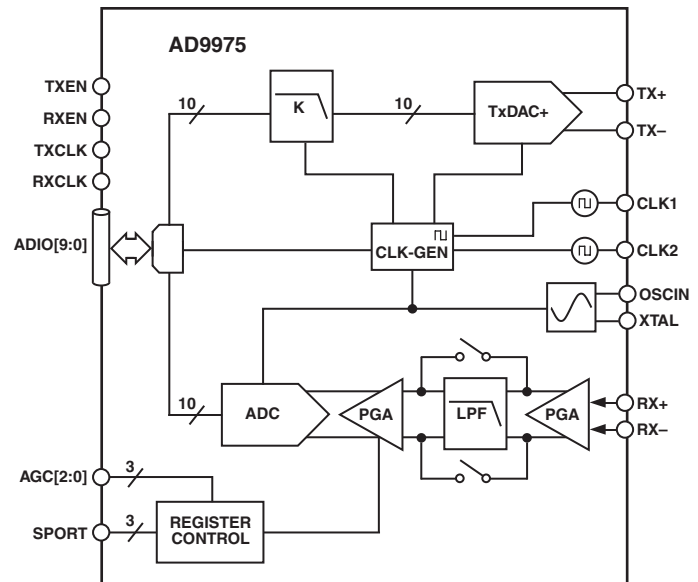 AD9975
TXEN
RXEN
TXCLK
RXCLK
ADIO[9:0]
AGC[2:0]
SPORT
10
K
10
TxDAC+
TX+
TX–
CLK-GEN
CLK1
CLK2
OSCIN
XTAL
10
ADC
PGA
LPF
PGA
RX+
RX–
3
3
REGISTER
CONTROL